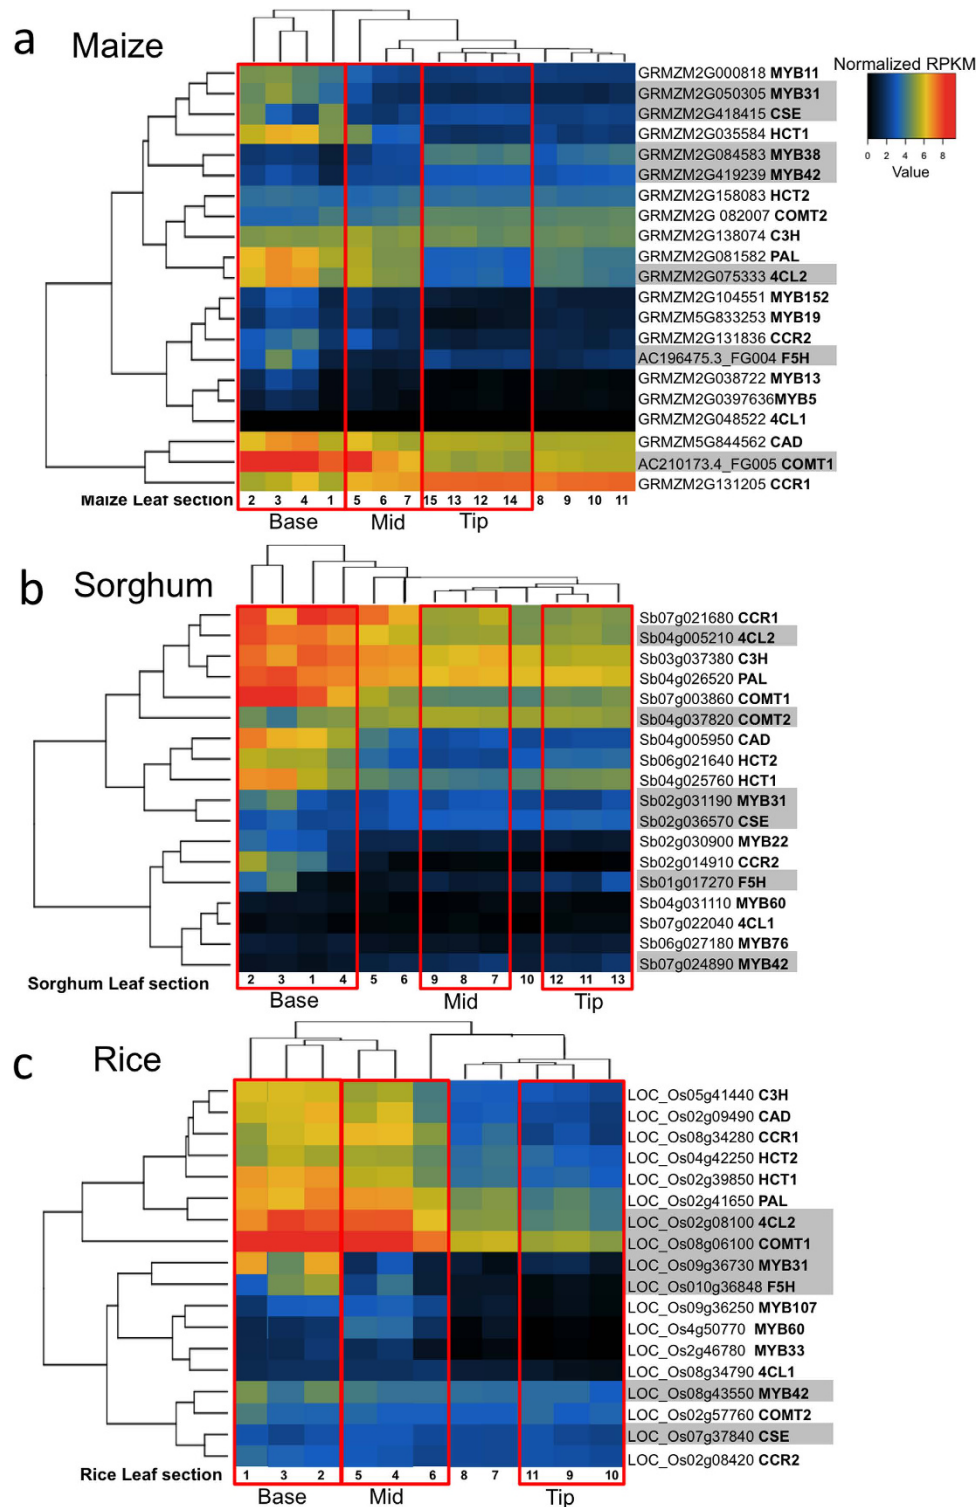 a Maize
Normalized RPKM
0 2 4 6 8
Value
GRMZM2G000818 MYB11
GRMZM2G050305 MYB31
GRMZM2G418415 CSE
GRMZM2G035584 HCT1
GRMZM2G084583 MYB38
GRMZM2G419239 MYB42
GRMZM2G158083 HCT2
GRMZM2G 082007 COMT2
GRMZM2G138074 C3H
GRMZM2G081582 PAL
GRMZM2G075333 4CL2
GRMZM2G104551 MYB152
GRMZM5G833253 MYB19
GRMZM2G131836 CCR2
AC196475.3_FG004 F5H
GRMZM2G038722 MYB13
GRMZM2G0397636MYB5
GRMZM2G048522 4CL1
GRMZM5G844562 CAD
AC210173.4_FG005 COMT1
GRMZM2G131205 CCR1
Maize Leaf section 2 3 4 1 5 6 7 15 13 12 14 8 9 10 11
Base Mid Tip
b Sorghum
Sb07g021680 CCR1
Sb04g005210 4CL2
Sb03g037380 C3H
Sb04g026520 PAL
Sb07g003860 COMT1
Sb04g037820 COMT2
Sb04g005950 CAD
Sb06g021640 HCT2
Sb04g025760 HCT1
Sb02g031190 MYB31
Sb02g036570 CSE
Sb02g030900 MYB22
Sb02g014910 CCR2
Sb01g017270 F5H
Sb04g031110 MYB60
Sb07g022040 4CL1
Sb06g027180 MYB76
Sb07g024890 MYB42
Sorghum Leaf section 2 3 1 4 5 6 9 8 7 10 12 11 13
Base Mid Tip
c Rice
LOC_Os05g41440 C3H
LOC_Os02g09490 CAD
LOC_Os08g34280 CCR1
LOC_Os04g42250 HCT2
LOC_Os02g39850 HCT1
LOC_Os02g41650 PAL
LOC_Os02g08100 4CL2
LOC_Os08g06100 COMT1
LOC_Os09g36730 MYB31
LOC_Os010g36848 F5H
LOC_Os09g36250 MYB107
LOC_Os4g50770 MYB60
LOC_Os2g46780 MYB33
LOC_Os08g34790 4CL1
LOC_Os08g43550 MYB42
LOC_Os02g57760 COMT2
LOC_Os07g37840 CSE
LOC_Os02g08420 CCR2
Rice Leaf section 1 3 2 5 4 6 8 7 11 9 10
Base Mid Tip